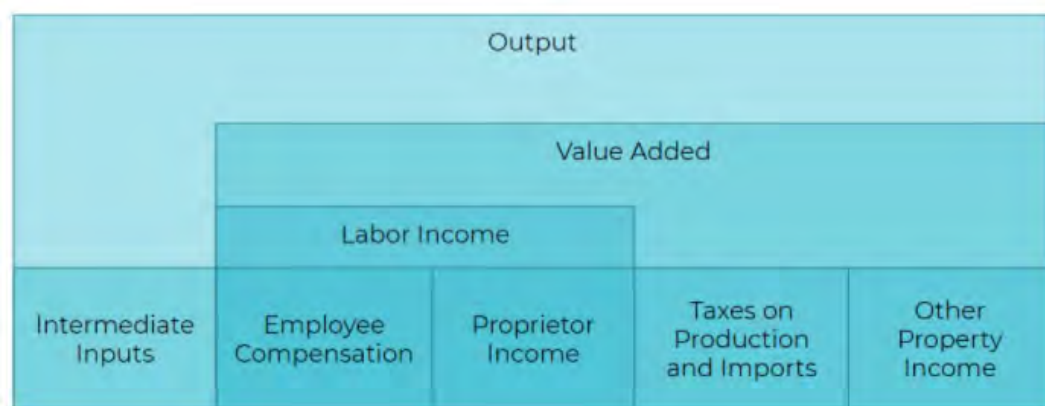 Output
Value Added
Labor Income
Intermediate
Inputs
Employee
Compensation
Proprietor
Income
Taxes on
Production
and Imports
Other
Property
Income